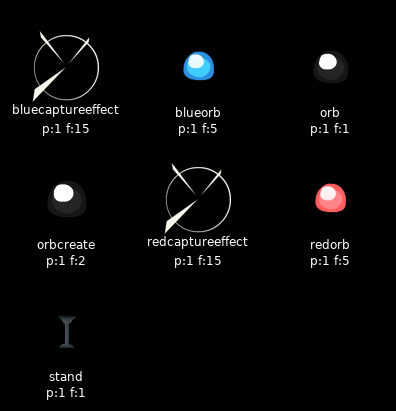 bluecaptureeffect
p:1 f:15
blueorb
p:1 f:5
orb
p:1 f:1
orbcreate
p:1 f:2
redcaptureeffect
p:1 f:15
redorb
p:1 f:5
stand
p:1 f:1